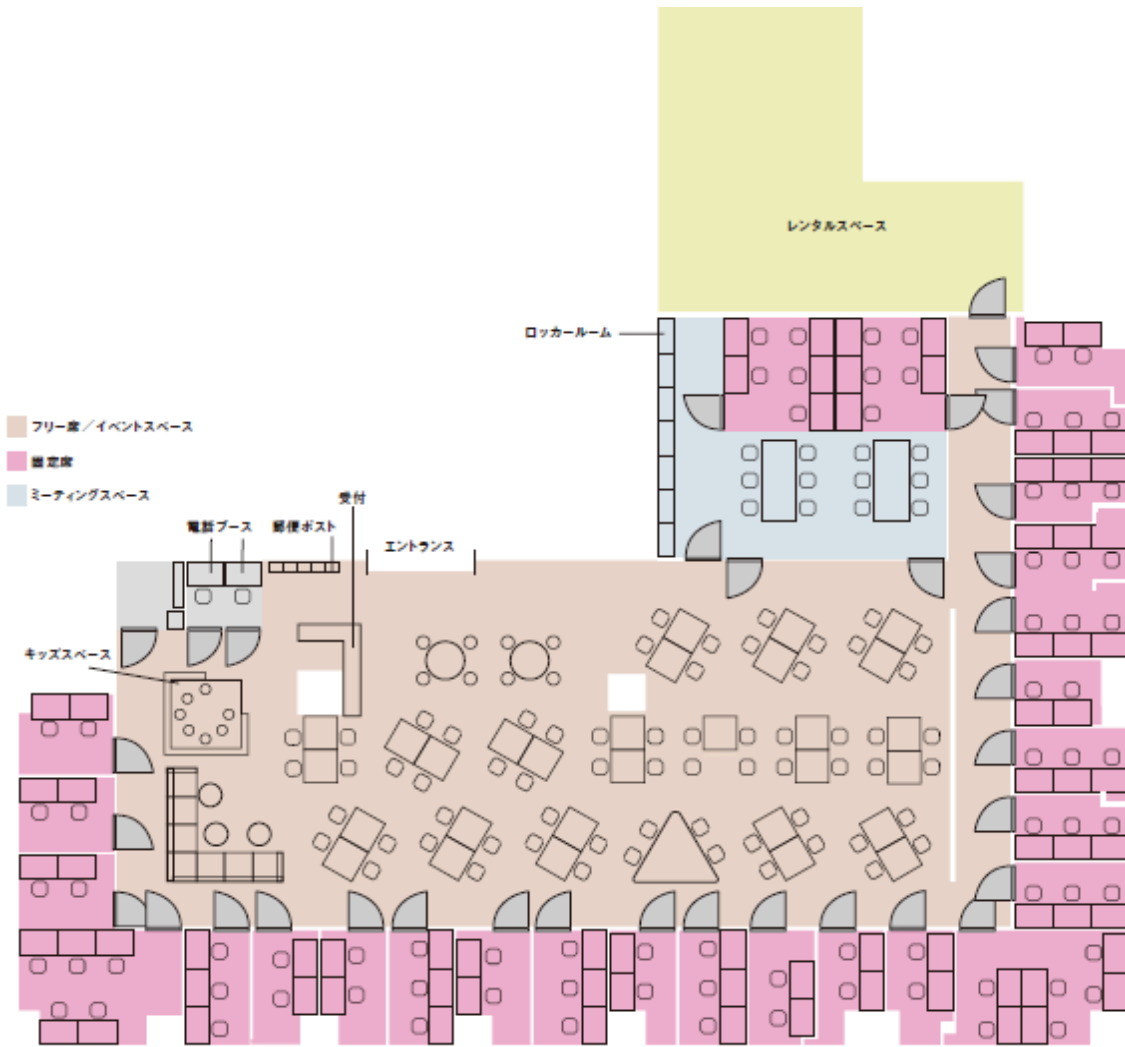 レンタルスペース
ロッカールーム
フリー席／イベントスペース
固定席
ミーティングスペース
受付
電話ブース
郵便ポスト
エントランス
キッズスペース